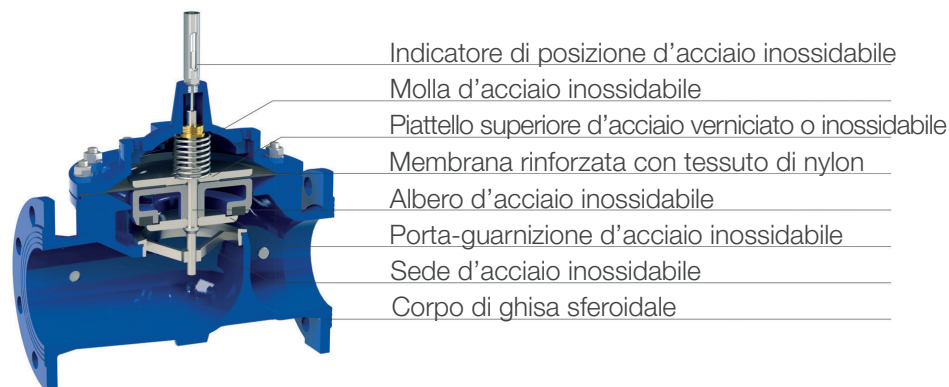 Indicatore di posizione d’acciaio inossidabile
Molla d’acciaio inossidabile
Piattello superiore d’acciaio verniciato o inossidabile
Membrana rinforzata con tessuto di nylon
Albero d’acciaio inossidabile
Porta-guarnizione d’acciaio inossidabile
Sede d’acciaio inossidabile
Corpo di ghisa sferoidale